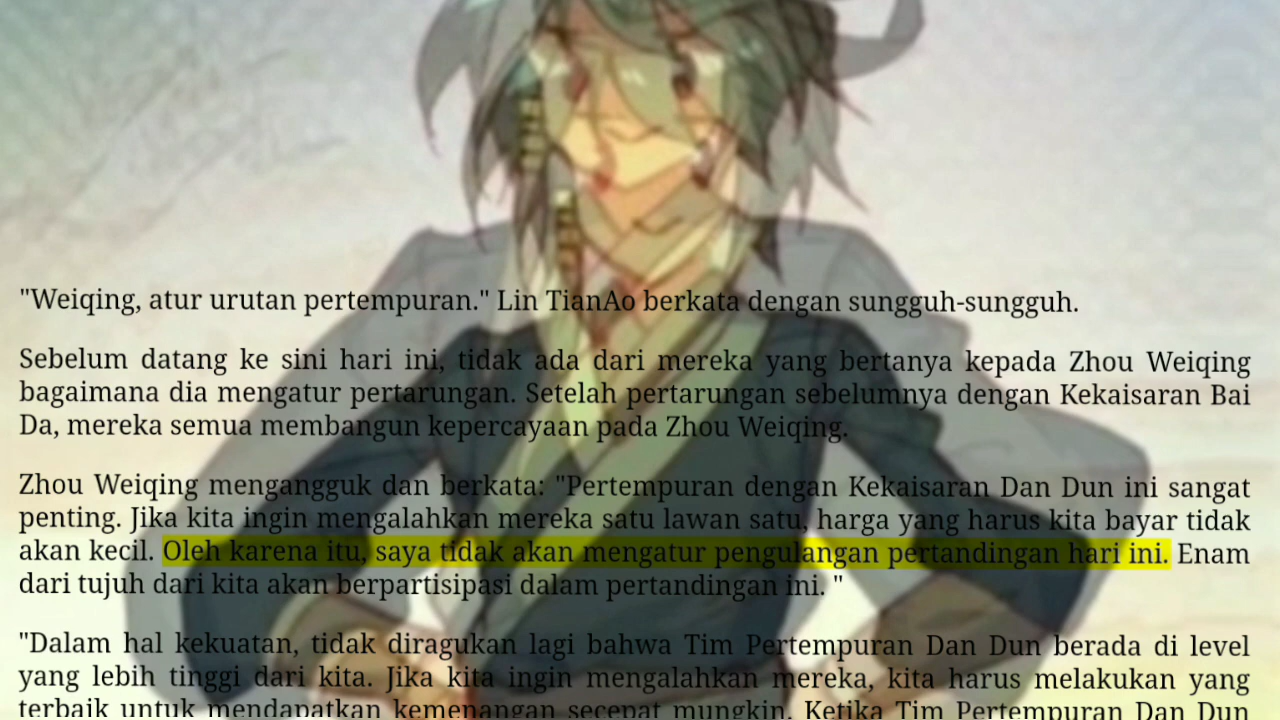 "Weiqing, atur urutan pertempuran." Lin TianAo berkata dengan sungguh-sungguh.
Sebelum datang ke sini hari ini, tidak ada dari mereka yang bertanya kepada Zhou Weiqing
bagaimana dia mengatur pertarungan. Setelah pertarungan sebelumnya dengan Kekaisaran Bai
Da, mereka semua membangun kepercayaan pada Zhou Weiqing.
Zhou Weiqing mengangguk dan berkata: "Pertempuran dengan Kekaisaran Dan Dun ini sangat
penting. Jika kita ingin mengalahkan mereka satu lawan satu, harga yang harus kita bayar tidak
akan kecil. Oleh karena itu, saya tidak akan mengatur pengulangan pertandingan hari ini. Enam
dari tujuh dari kita akan berpartisipasi dalam pertandingan ini. "
"Dalam hal kekuatan, tidak diragukan lagi bahwa Tim Pertempuran Dan Dun berada di level
yang lebih tinggi dari kita. Jika kita ingin mengalahkan mereka, kita harus melakukan yang
terbaik untuk mendapatkan kemenangan secepat mungkin. Ketika Tim Pertempuran Dan Dun